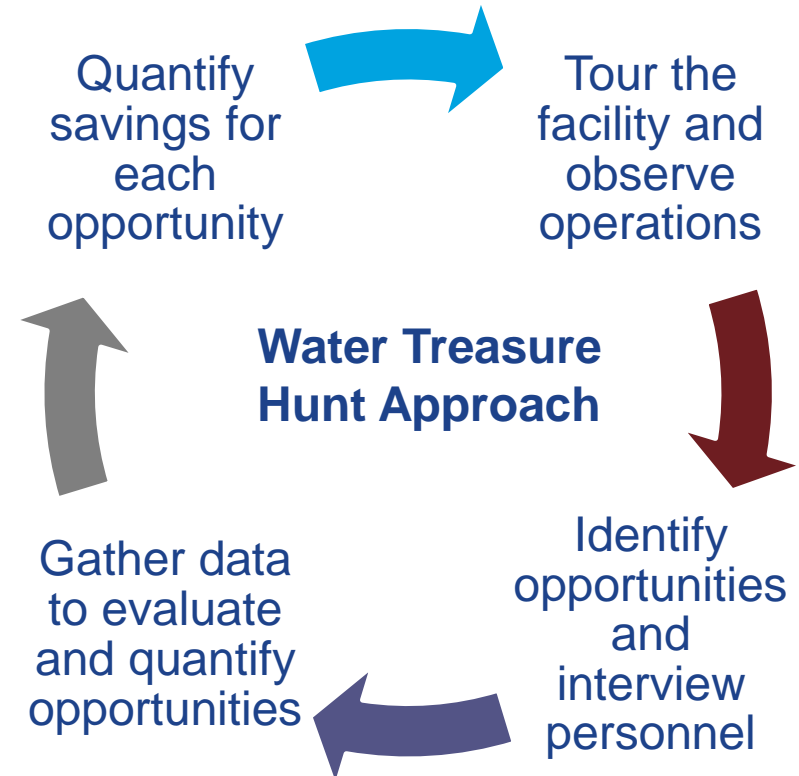 Quantify
savings for
each
opportunity
Tour the
facility and
observe
operations
Water Treasure
Hunt Approach
Identify
opportunities
and
interview
personnel
Gather data
to evaluate
and quantify
opportunities